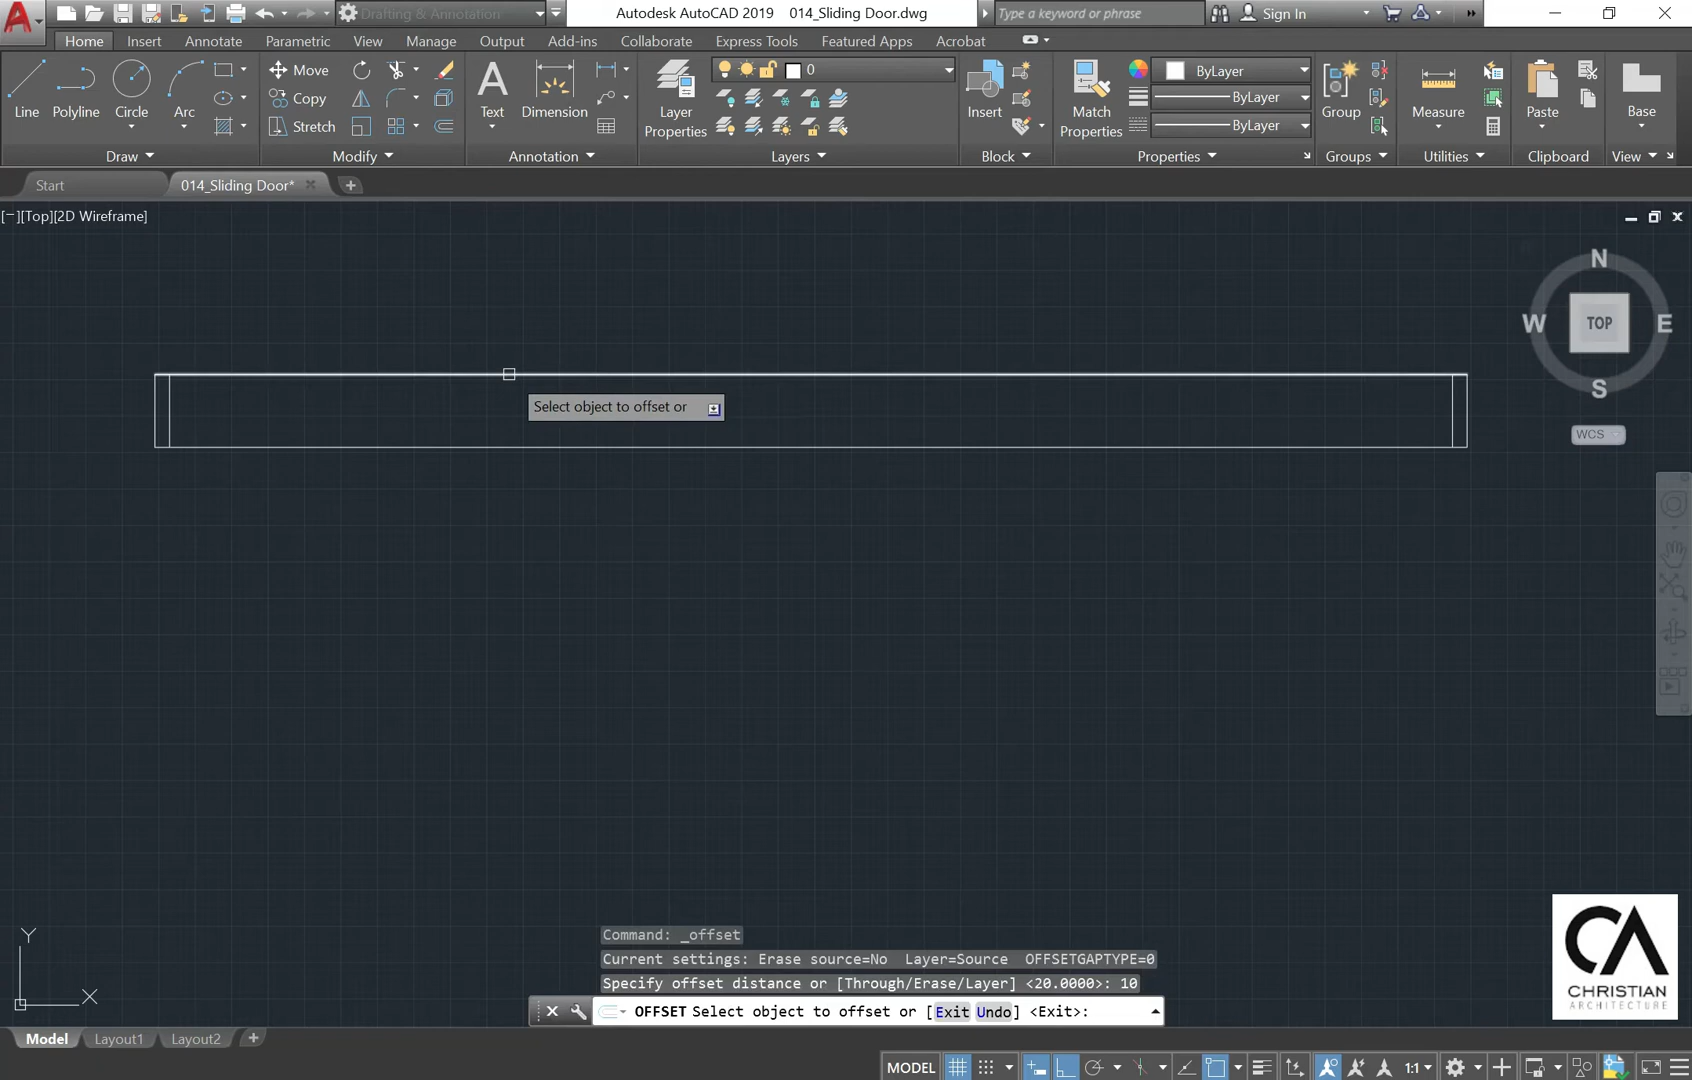 Drafting & Annotation
Autodesk AutoCAD 2019 014_Sliding Door.dwg
Type a keyword or phrase
Sign In
Home Insert Annotate Parametric View Manage Output Add-ins Collaborate Express Tools Featured Apps Acrobat
Line Polyline Circle Arc
Move
Copy
Stretch
Text Dimension
Layer Properties
0
Insert
Match Properties
ByLayer
ByLayer
ByLayer
Group
Measure
Paste
Base
Draw Modify Annotation Layers Block Properties Groups Utilities Clipboard View
Start 014_Sliding Door*
[−][Top][2D Wireframe]
N
W TOP E
S
WCS
Select object to offset or
Y
X
Command: _offset
Current settings: Erase source=No Layer=Source OFFSETGAPTYPE=0
Specify offset distance or [Through/Erase/Layer] <20.0000>: 10
OFFSET Select object to offset or [Exit Undo] <Exit>:
CA
CHRISTIAN
ARCHITECTURE
Model Layout1 Layout2
MODEL 1:1